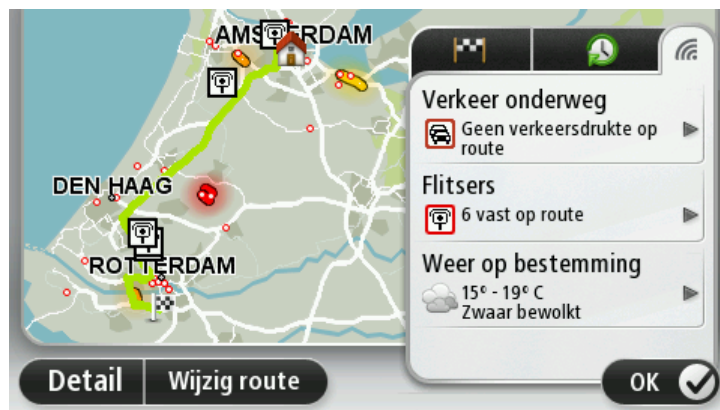 AMSTERDAM
DEN HAAG
ROTTERDAM
Verkeer onderweg
Geen verkeersdrukte op
route
Flitsers
6 vast op route
Weer op bestemming
15° - 19° C
Zwaar bewolkt
Detail
Wijzig route
OK